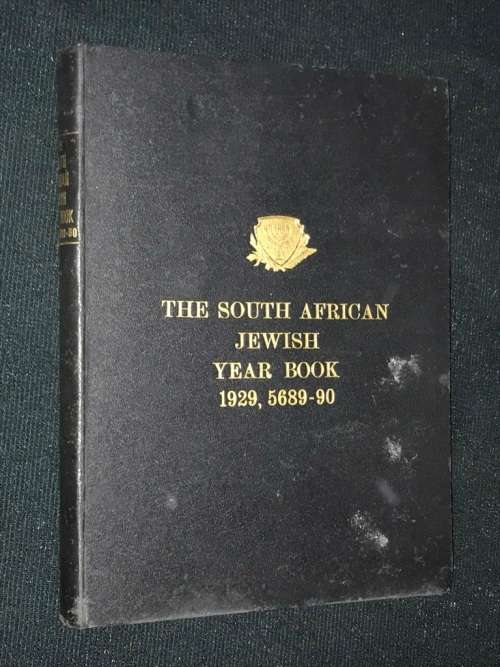 THE SOUTH AFRICAN
JEWISH
YEAR BOOK
1929, 5689-90